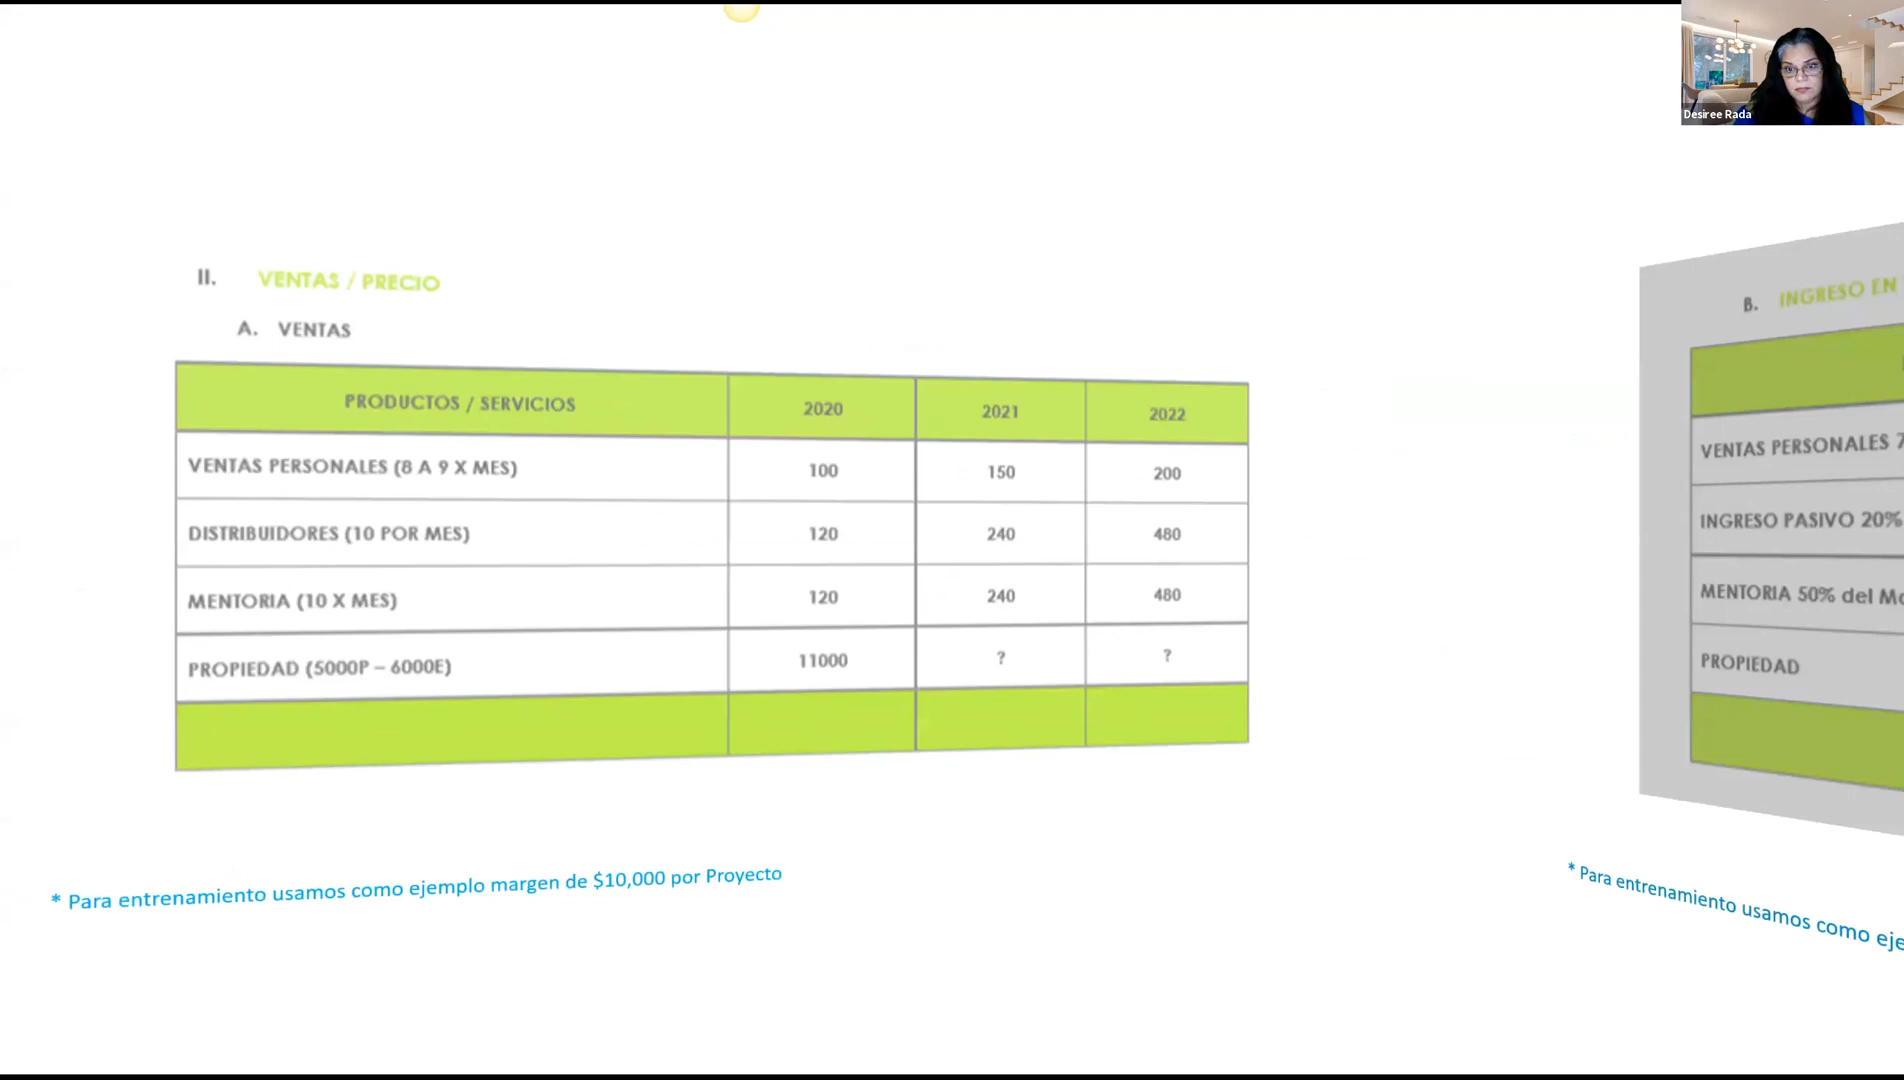 Desiree Rada
II. VENTAS / PRECIO
A. VENTAS
PRODUCTOS / SERVICIOS 2020 2021 2022
VENTAS PERSONALES (8 A 9 X MES) 100 150 200
DISTRIBUIDORES (10 POR MES) 120 240 480
MENTORIA (10 X MES) 120 240 480
PROPIEDAD (5000P – 6000E) 11000 ? ?
* Para entrenamiento usamos como ejemplo margen de $10,000 por Proyecto
B. INGRESO EN
VENTAS PERSONALES
INGRESO PASIVO 20%
MENTORIA 50% del
PROPIEDAD
* Para entrenamiento usamos como